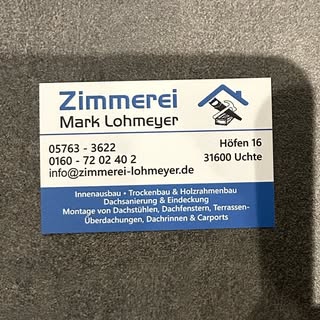 Zimmerei
Mark Lohmeyer
05763 - 3622
0160 - 72 02 40 2
info@zimmerei-lohmeyer.de
Höfen 16
31600 Uchte
Innenausbau • Trockenbau & Holzrahmenbau
Dachsanierung & Eindeckung
Montage von Dachstühlen, Dachfenstern, Terrassen-
Überdachungen, Dachrinnen & Carports